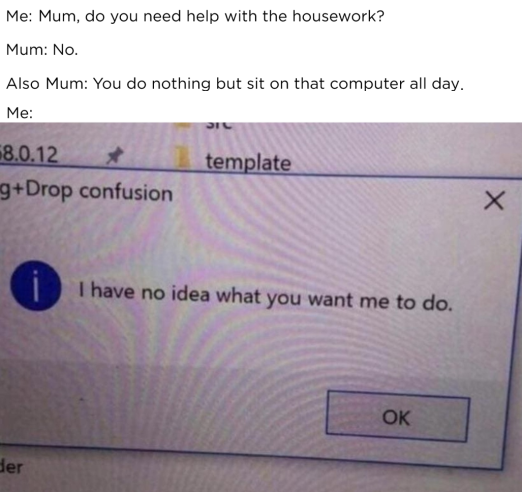 Me: Mum, do you need help with the housework?
Mum: No.
Also Mum: You do nothing but sit on that computer all day.
Me:
8.0.12
template
g+Drop confusion
I have no idea what you want me to do.
OK
der